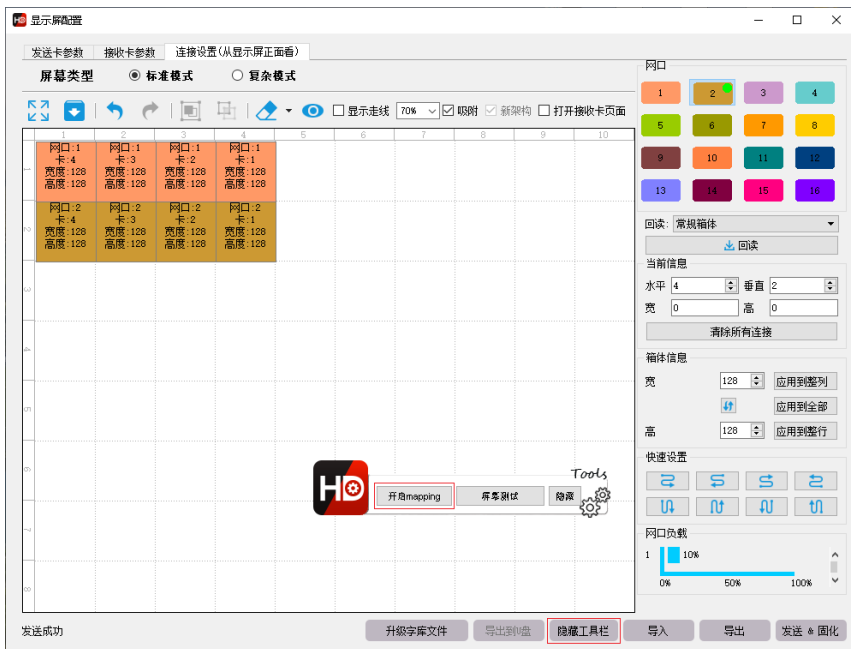 显示屏配置
发送卡参数 接收卡参数 连接设置(从显示屏正面看)
屏幕类型 标准模式 复杂模式
显示走线 70% 吸附 新架构 打开接收卡页面
1 2 3 4 5 6 7 8 9 10
网口:1 网口:1 网口:1 网口:1
卡:4 卡:3 卡:2 卡:1
宽度:128 宽度:128 宽度:128 宽度:128
高度:128 高度:128 高度:128 高度:128
网口:2 网口:2 网口:2 网口:2
卡:4 卡:3 卡:2 卡:1
宽度:128 宽度:128 宽度:128 宽度:128
高度:128 高度:128 高度:128 高度:128
1
2
3
4
5
6
7
8
HD
Tools
开启mapping 屏幕测试 隐藏
网口
1 2 3 4
5 6 7 8
9 10 11 12
13 14 15 16
回读: 常规箱体
回读
当前信息
水平 4 垂直 2
宽 0 高 0
清除所有连接
箱体信息
宽 128 应用到整列
应用到全部
高 128 应用到整行
快速设置
网口负载
1 10%
0% 50% 100%
发送成功 升级字库文件 导出到U盘 隐藏工具栏 导入 导出 发送 & 固化